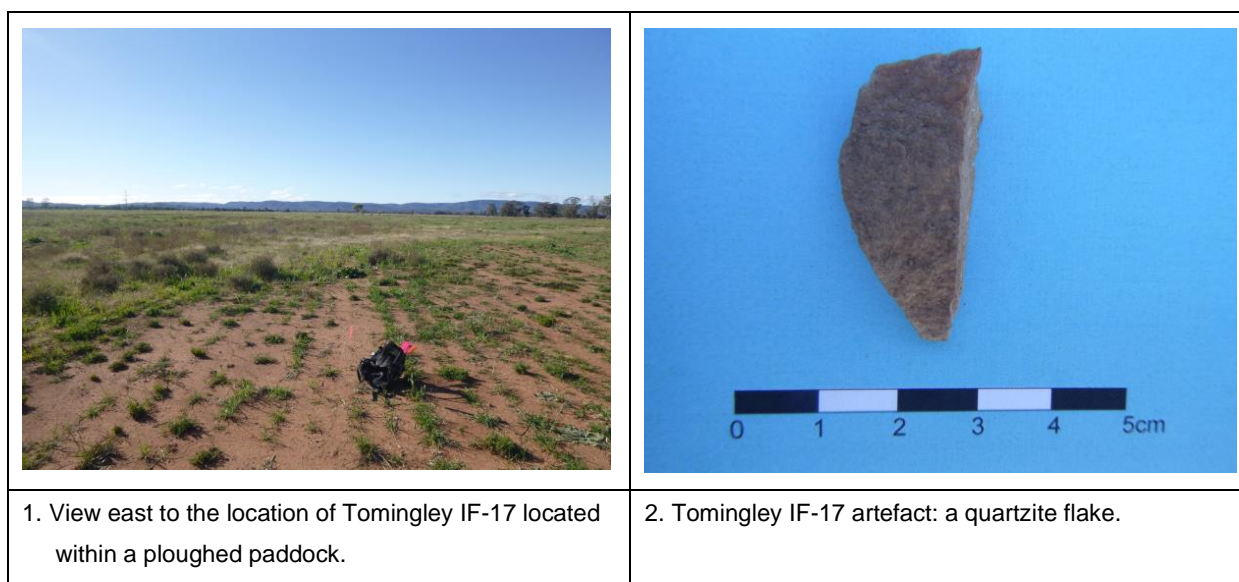 0 1 2 3 4 5cm
1. View east to the location of Tomingley IF-17 located
within a ploughed paddock.
2. Tomingley IF-17 artefact: a quartzite flake.